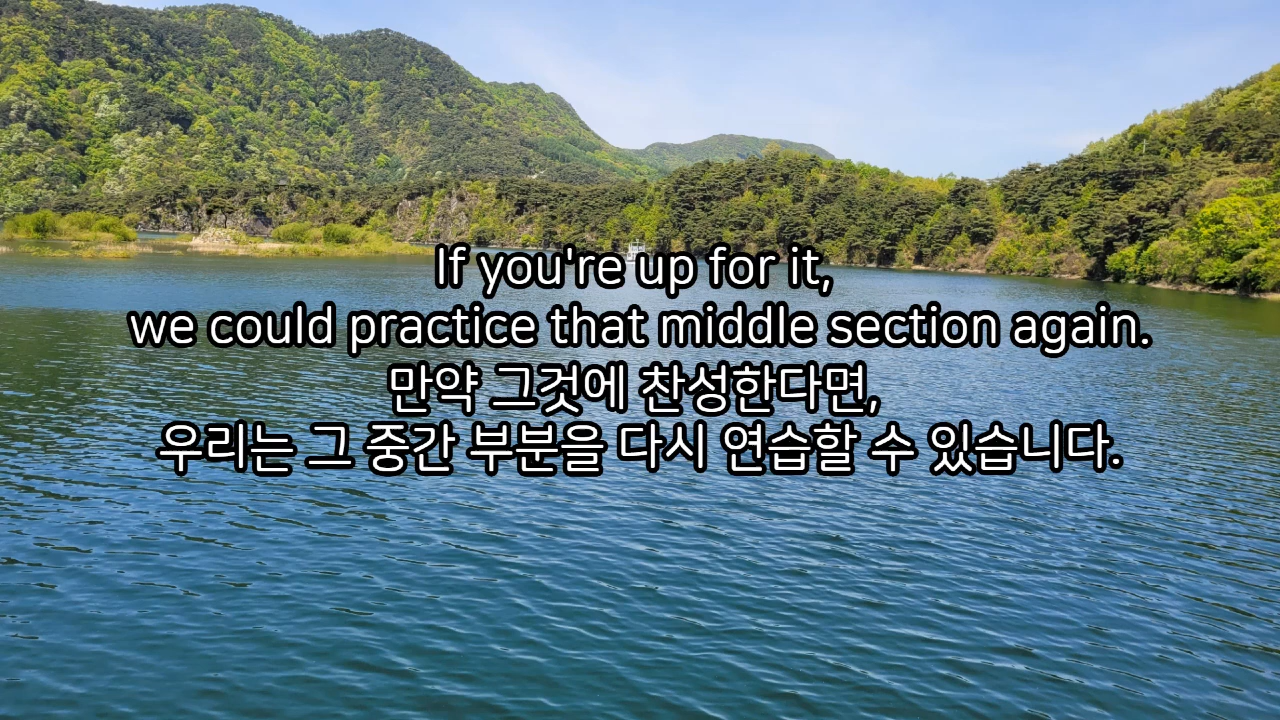 If you're up for it,
we could practice that middle section again.
만약 그것에 찬성한다면,
우리는 그 중간 부분을 다시 연습할 수 있습니다.